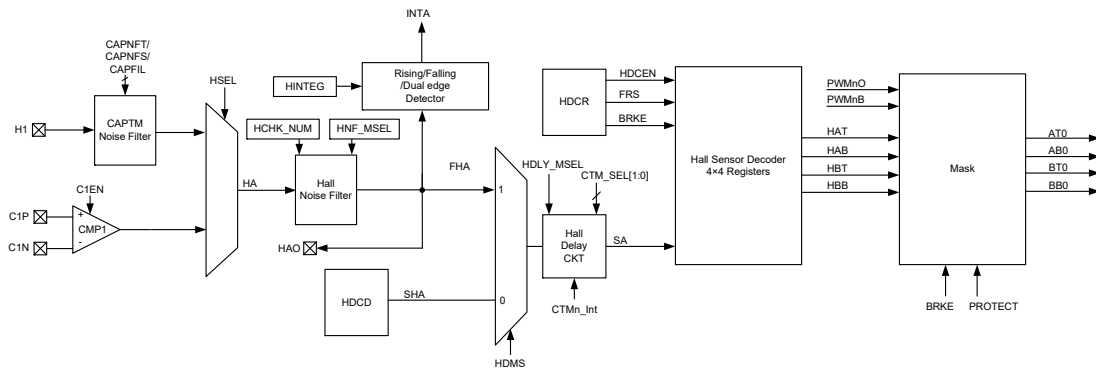 INTA
CAPNFT/
CAPNFS/
CAPFIL
HSEL
HINTEG
Rising/Falling
/Dual edge
Detector
HDCR
HDCEN
FRS
BRKE
PWMnO
PWMnB
H1
CAPTM
Noise Filter
HCHK_NUM
HNF_MSEL
HA
Hall
Noise Filter
FHA
1
HDLY_MSEL
CTM_SEL[1:0]
Hall Sensor Decoder
4×4 Registers
HAT
HAB
HBT
HBB
Mask
AT0
AB0
BT0
BB0
C1EN
C1P
+
CMP1
C1N
-
HAO
Hall
Delay
CKT
SA
HDCD
SHA
0
CTMn_Int
BRKE
PROTECT
HDMS